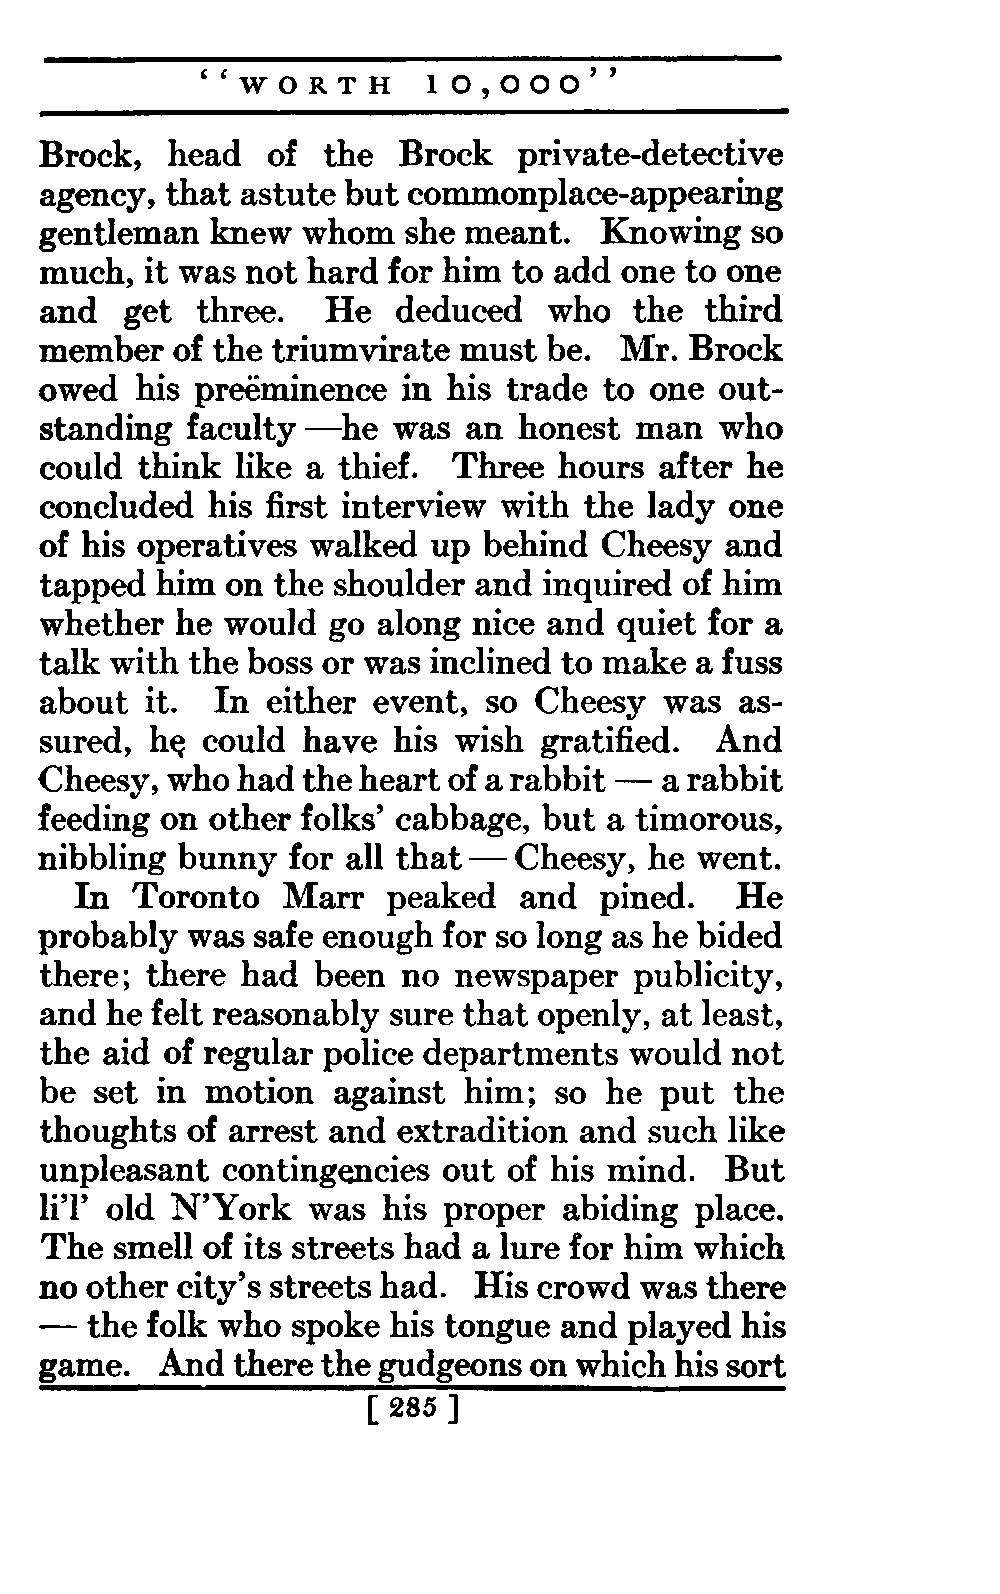 ‘‘WORTH 10,000’’
Brock, head of the Brock private-detective
agency, that astute but commonplace-appearing
gentleman knew whom she meant. Knowing so
much, it was not hard for him to add one to one
and get three. He deduced who the third
member of the triumvirate must be. Mr. Brock
owed his preëminence in his trade to one out-
standing faculty —he was an honest man who
could think like a thief. Three hours after he
concluded his first interview with the lady one
of his operatives walked up behind Cheesy and
tapped him on the shoulder and inquired of him
whether he would go along nice and quiet for a
talk with the boss or was inclined to make a fuss
about it. In either event, so Cheesy was as-
sured, he could have his wish gratified. And
Cheesy, who had the heart of a rabbit — a rabbit
feeding on other folks’ cabbage, but a timorous,
nibbling bunny for all that — Cheesy, he went.
In Toronto Marr peaked and pined. He
probably was safe enough for so long as he bided
there; there had been no newspaper publicity,
and he felt reasonably sure that openly, at least,
the aid of regular police departments would not
be set in motion against him; so he put the
thoughts of arrest and extradition and such like
unpleasant contingencies out of his mind. But
li’l’ old N’York was his proper abiding place.
The smell of its streets had a lure for him which
no other city’s streets had. His crowd was there
— the folk who spoke his tongue and played his
game. And there the gudgeons on which his sort
[ 285 ]